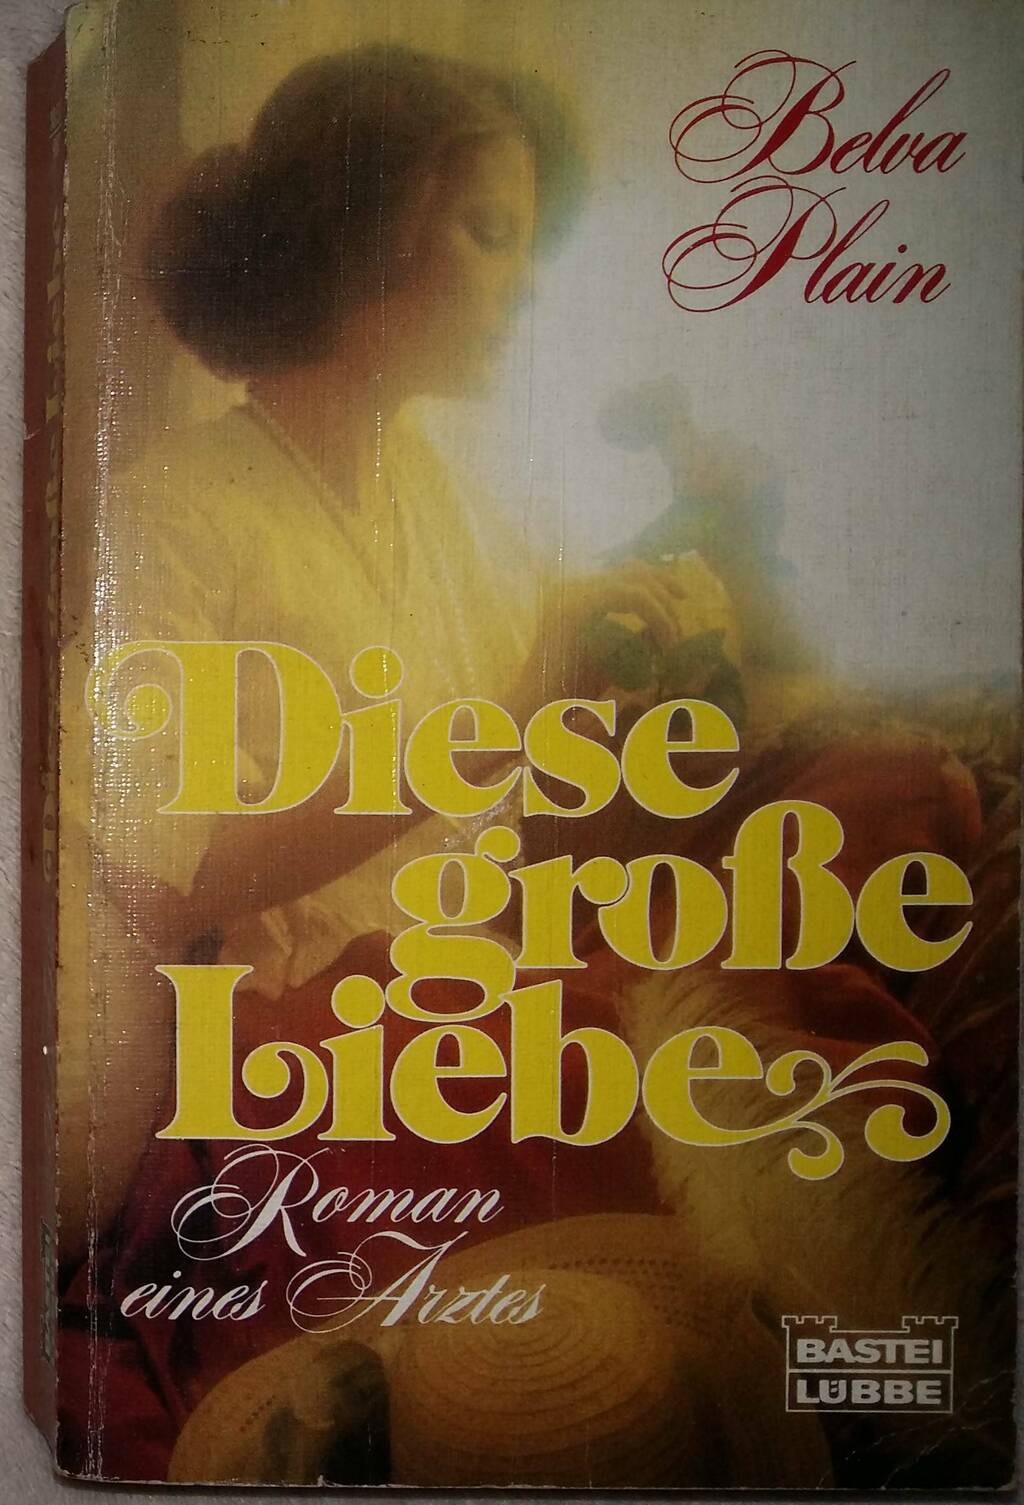 Belva
Plain
Diese
große
Liebe
Roman
eines Arztes
BASTEI
LÜBBE